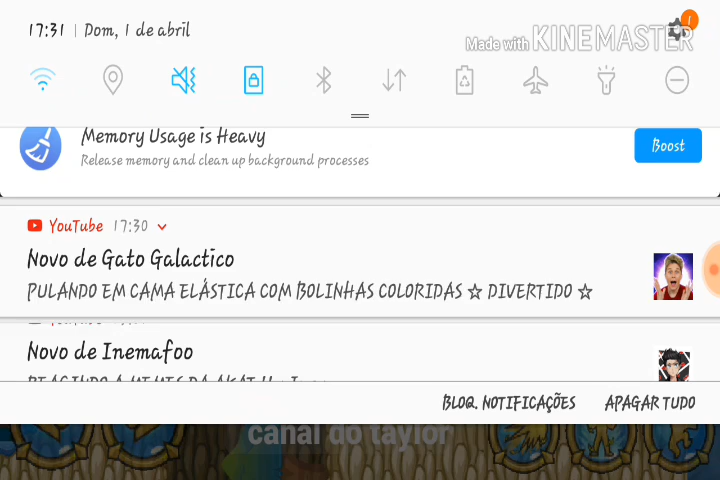 17:31 | Dom, 1 de abril
1
Made with KINEMASTER
Memory Usage is Heavy
Release memory and clean up background processes
Boost
YouTube 17:30
Novo de Gato Galactico
PULANDO EM CAMA ELÁSTICA COM BOLINHAS COLORIDAS ☆ DIVERTIDO ☆
Novo de Inemafoo
BLOQ. NOTIFICAÇÕES
APAGAR TUDO
canal do taylor